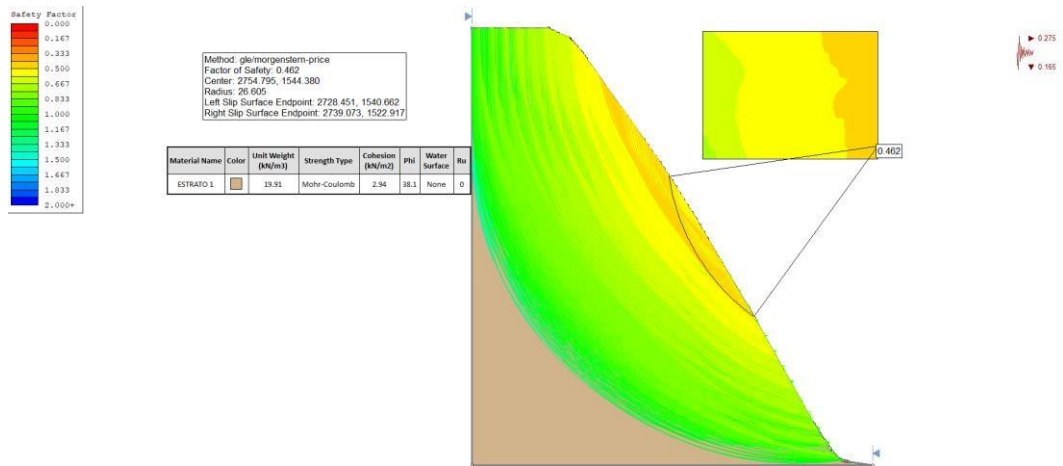 Safety Factor
0.000
0.167
0.333
0.500
0.667
0.833
1.000
1.167
1.333
1.500
1.667
1.833
2.000+
Method: gle/morgenstern-price
Factor of Safety: 0.462
Center: 2754.795, 1544.380
Radius: 26.605
Left Slip Surface Endpoint: 2728.451, 1540.662
Right Slip Surface Endpoint: 2739.073, 1522.917
Material Name Color Unit Weight (kN/m3) Strength Type Cohesion (kN/m2) Phi Water Surface Ru
ESTRATO 1 19.91 Mohr-Coulomb 2.94 38.1 None 0
0.462
0.275
0.165